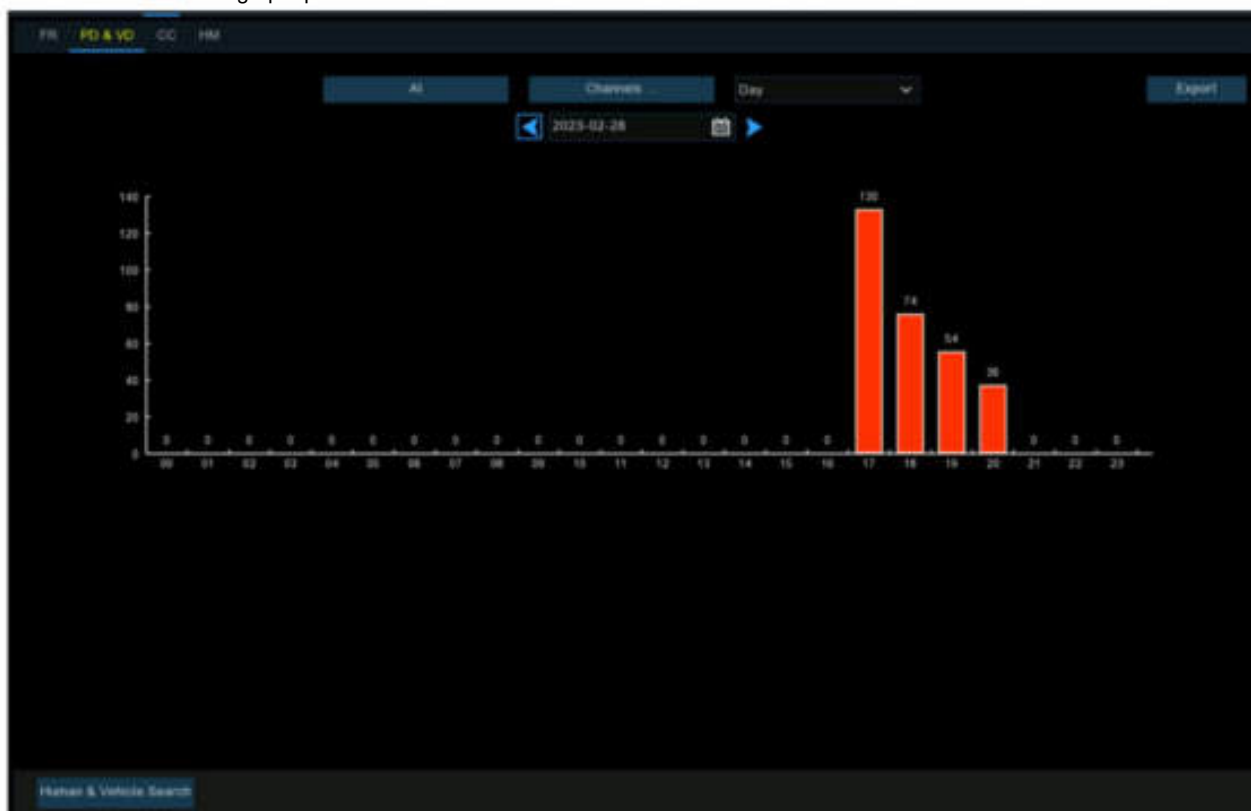 FR PD & VD CC HM
All Channels ... Day Export
2023-02-28
140
120
100
80
60
40
20
0
130
74
54
36
0 0 0 0 0 0 0 0 0 0 0 0 0 0 0 0 0 0 0 0
00 01 02 03 04 05 06 07 08 09 10 11 12 13 14 15 16 17 18 19 20 21 22 23
Human & Vehicle Search